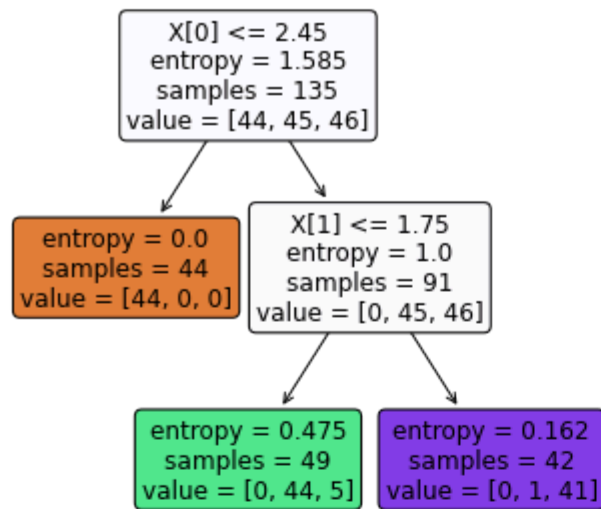 X[0] <= 2.45
entropy = 1.585
samples = 135
value = [44, 45, 46]
entropy = 0.0
samples = 44
value = [44, 0, 0]
X[1] <= 1.75
entropy = 1.0
samples = 91
value = [0, 45, 46]
entropy = 0.475
samples = 49
value = [0, 44, 5]
entropy = 0.162
samples = 42
value = [0, 1, 41]